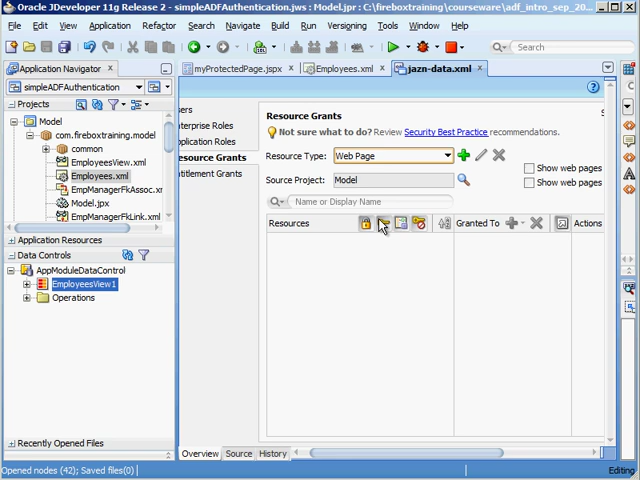 Oracle JDeveloper 11g Release 2 - simpleADFAuthentication.jws : Model.jpr : C:\fireboxtraining\courseware\adf_intro_sep_20...
File Edit View Application Refactor Search Navigate Build Run Versioning Tools Window Help
Search
Application Navigator
myProtectedPage.jspx
Employees.xml
jazn-data.xml
simpleADFAuthentication
Projects
Model
com.fireboxtraining.model
common
EmployeesView.xml
Employees.xml
EmpManagerFkAssoc.xr
Model.jpx
EmpManagerFkLink.xml
Application Resources
Data Controls
AppModuleDataControl
EmployeesView1
Operations
Recently Opened Files
sers
nterprise Roles
pplication Roles
esource Grants
ntitlement Grants
Resource Grants
Not sure what to do? Review Security Best Practice recommendations.
Resource Type: Web Page
Show web pages
Source Project: Model
Show web pages
Name or Display Name
Resources
Granted To
Actions
Overview Source History
Opened nodes (42); Saved files(0)
Editing